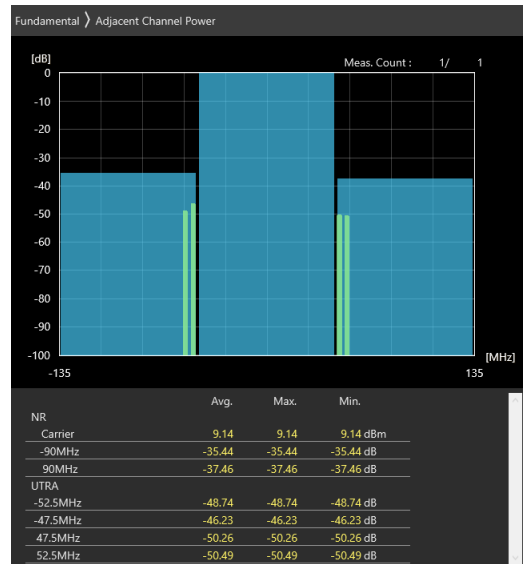 Fundamental 〉 Adjacent Channel Power
[dB]
Meas. Count : 1/ 1
0
-10
-20
-30
-40
-50
-60
-70
-80
-90
-100
[MHz]
-135 135
Avg. Max. Min.
NR
Carrier 9.14 9.14 9.14 dBm
-90MHz -35.44 -35.44 -35.44 dB
90MHz -37.46 -37.46 -37.46 dB
UTRA
-52.5MHz -48.74 -48.74 -48.74 dB
-47.5MHz -46.23 -46.23 -46.23 dB
47.5MHz -50.26 -50.26 -50.26 dB
52.5MHz -50.49 -50.49 -50.49 dB